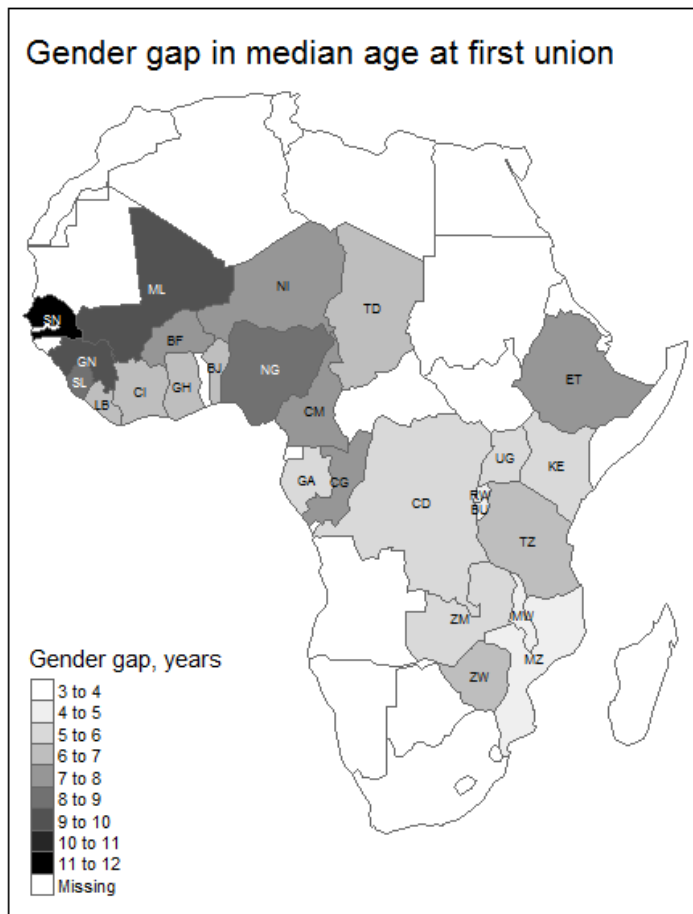 Gender gap in median age at first union
ML
NI
TD
SN
BF
GN
NG
BJ
ET
SL
CI
GH
LB
CM
UG
KE
GA
CG
RW
CD
BU
TZ
ZM
MW
MZ
ZW
Gender gap, years
3 to 4
4 to 5
5 to 6
6 to 7
7 to 8
8 to 9
9 to 10
10 to 11
11 to 12
Missing